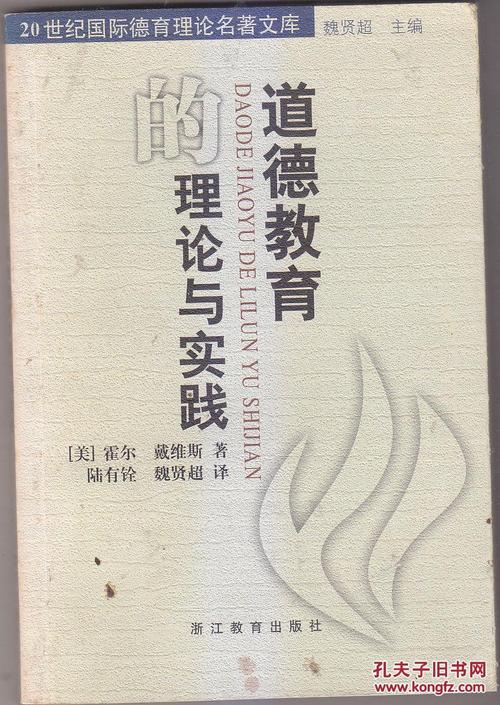 20世纪国际德育理论名著文库 魏贤超 主编
道德教育
的
理论与实践
DAODE JIAOYU DE LILUN YU SHIJIAN
[美] 霍尔 戴维斯 著
陆有铨 魏贤超 译
浙江教育出版社
孔夫子旧书网
www.kongfz.com